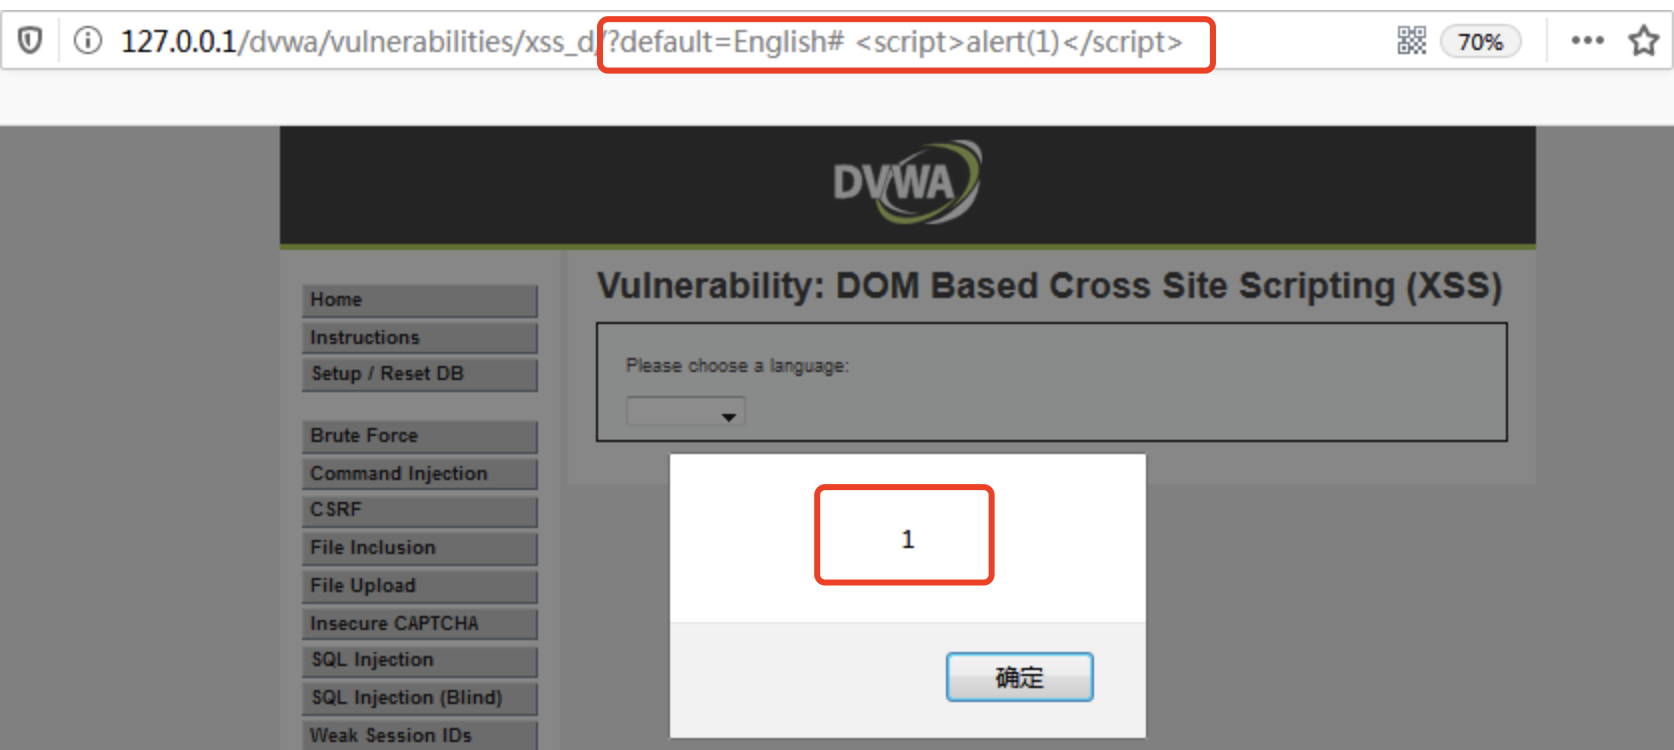 127.0.0.1/dvwa/vulnerabilities/xss_d/?default=English# <script>alert(1)</script>
70%
DVWA
Vulnerability: DOM Based Cross Site Scripting (XSS)
Please choose a language:
Home
Instructions
Setup / Reset DB
Brute Force
Command Injection
CSRF
File Inclusion
File Upload
Insecure CAPTCHA
SQL Injection
SQL Injection (Blind)
Weak Session IDs
1
确定